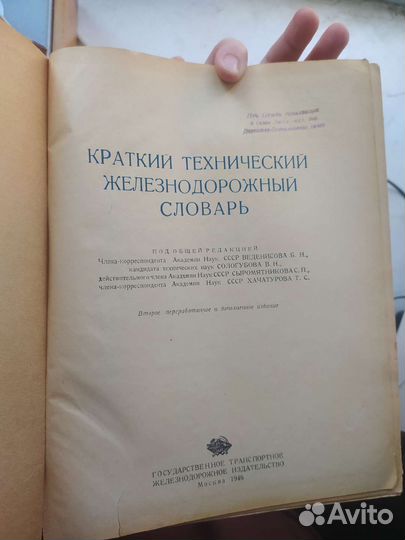 КРАТКИЙ ТЕХНИЧЕСКИЙ
ЖЕЛЕЗНОДОРОЖНЫЙ
СЛОВАРЬ
ПОД ОБЩЕЙ РЕДАКЦИЕЙ
Члена-корреспондента Академии Наук СССР ВЕДЕНИСОВА Б. Н.,
кандидата технических наук СОЛОГУБОВА В. Н.,
действительного члена Академии Наук СССР СЫРОМЯТНИКОВА С. П.,
члена-корреспондента Академии Наук СССР ХАЧАТУРОВА Т. С.
Второе переработанное и дополненное издание
ГОСУДАРСТВЕННОЕ ТРАНСПОРТНОЕ
ЖЕЛЕЗНОДОРОЖНОЕ ИЗДАТЕЛЬСТВО
Москва 1946
Avito